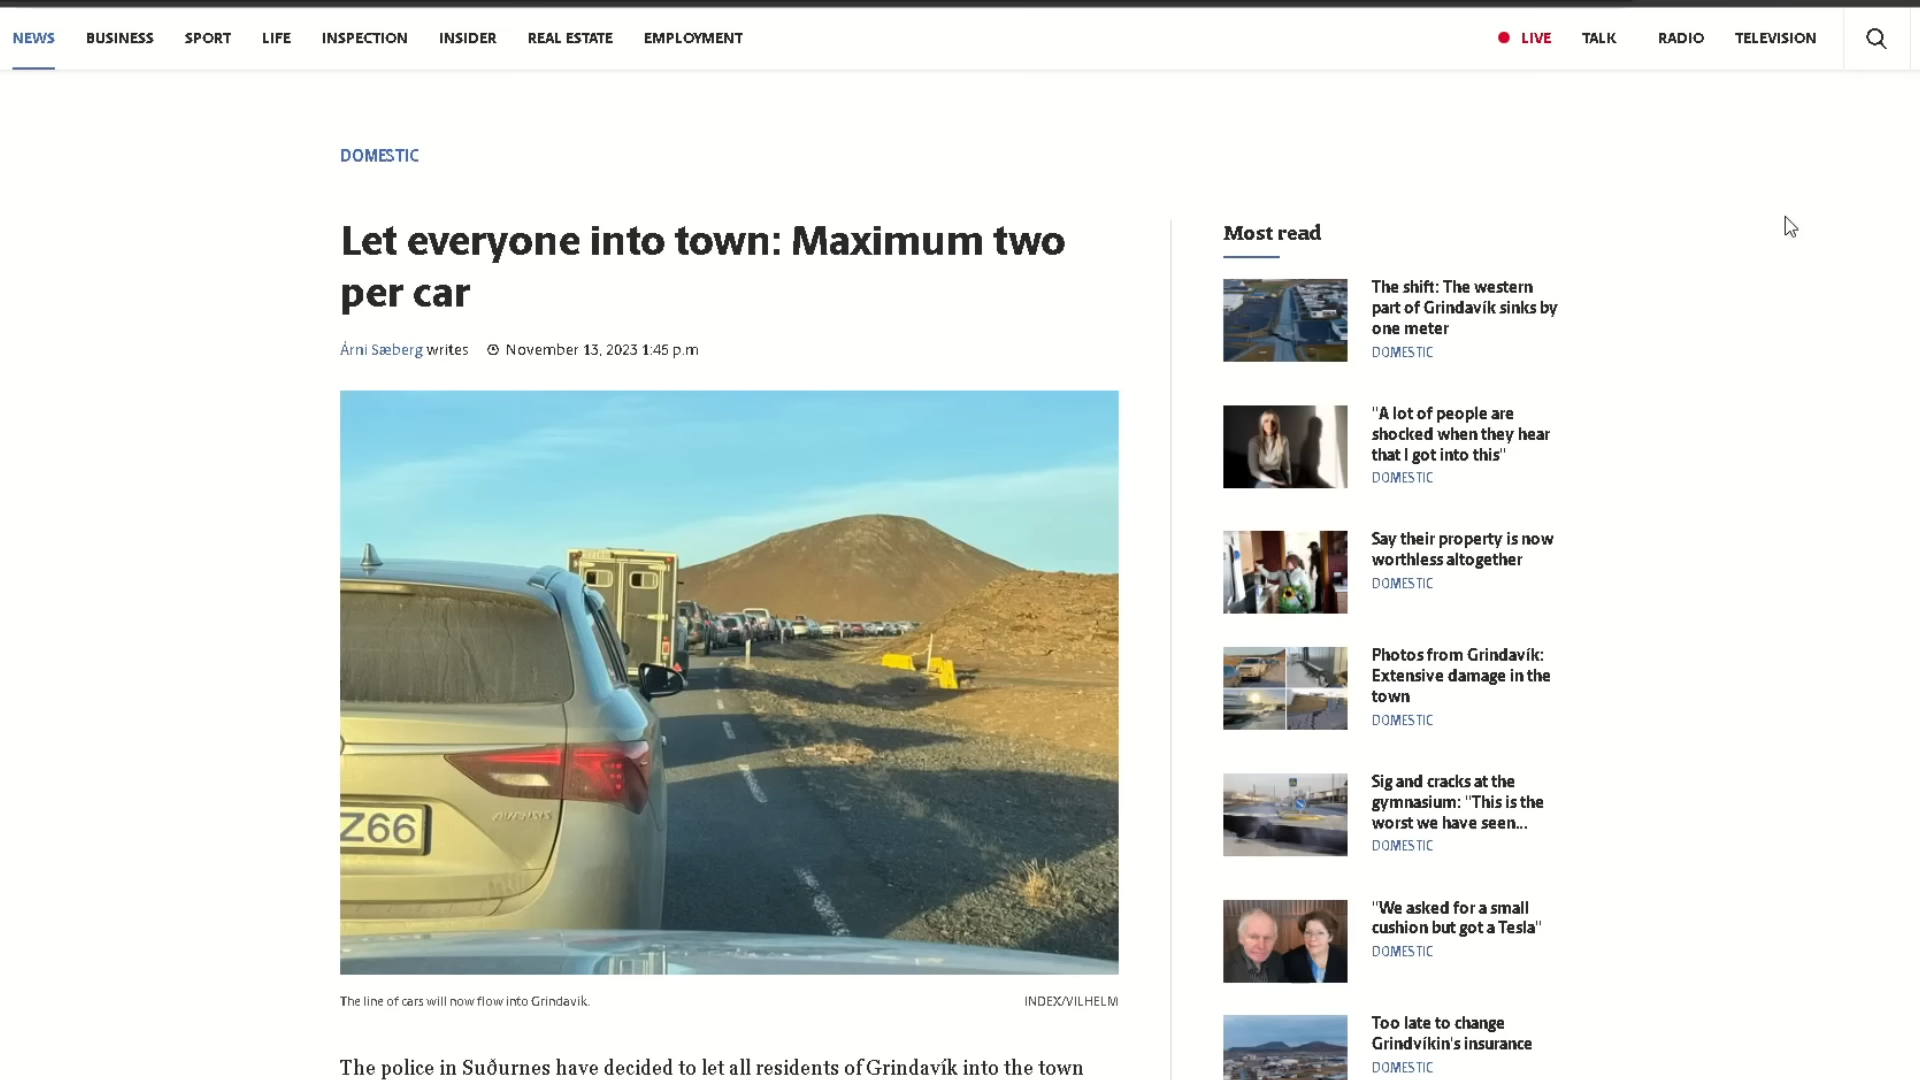 NEWS BUSINESS SPORT LIFE INSPECTION INSIDER REAL ESTATE EMPLOYMENT LIVE TALK RADIO TELEVISION
DOMESTIC
Let everyone into town: Maximum two
per car
Árni Sæberg writes November 13, 2023 1:45 p.m
Z66
AVENSIS
The line of cars will now flow into Grindavik. INDEX/VILHELM
The police in Suðurnes have decided to let all residents of Grindavík into the town
Most read
The shift: The western
part of Grindavík sinks by
one meter
DOMESTIC
"A lot of people are
shocked when they hear
that I got into this"
DOMESTIC
Say their property is now
worthless altogether
DOMESTIC
Photos from Grindavík:
Extensive damage in the
town
DOMESTIC
Sig and cracks at the
gymnasium: "This is the
worst we have seen...
DOMESTIC
"We asked for a small
cushion but got a Tesla"
DOMESTIC
Too late to change
Grindvíkin's insurance
DOMESTIC